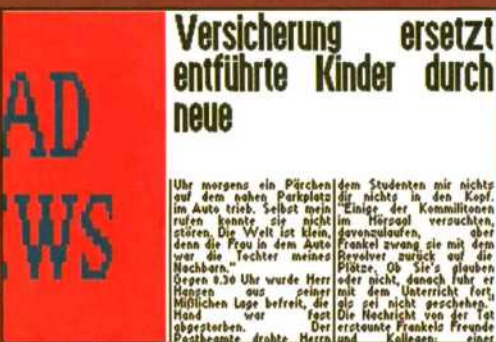 AD
EWS
Versicherung ersetzt
entführte Kinder durch
neue
Uhr morgens ein Pärchen
auf dem nahen Parkplatz
im Auto trieb. Selbst mein
rufen konnte sie nicht
stören. Die Welt ist klein,
denn die Frau in dem Auto
war die Tochter meines
Nachbarn."
Gegen 8.30 Uhr wurde Herr
Hansen aus seiner
Mißlichen Lage befreit, die
Hand war fast
abgestorben. Der
Postbeamte drohte Herrn
dem Studenten mir nichts
dir nichts in den Kopf.
"Einige der Kommilitonen
im Hörsaal versuchten,
davonzulaufen, aber
Frankel zwang sie mit dem
Revolver zurück auf die
Plätze. Ob Sie's glauben
oder nicht, danach fuhr er
mit dem Unterricht fort,
als sei nicht geschehen."
Die Nachricht von der Tat
erstaunte Frankels Freunde
und Kollegen: einer